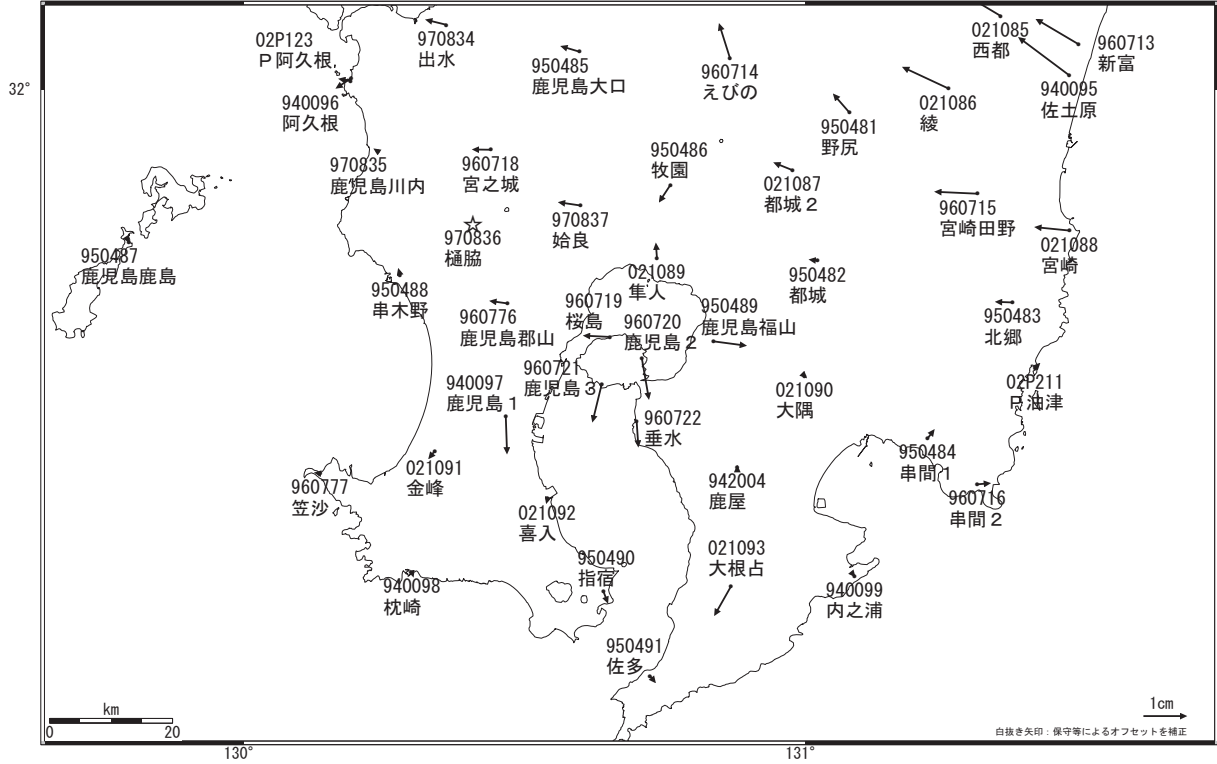 02P123
P阿久根
970834
出水
950485
鹿児島大口
960714
えびの
021085
西都
960713
新富
32°
940096
阿久根
021086
綾
940095
佐土原
950481
野尻
970835
鹿児島川内
960718
宮之城
950486
牧園
021087
都城2
960715
宮崎田野
970837
姶良
970836
樋脇
950487
鹿児島鹿島
021088
宮崎
021089
隼人
950482
都城
950488
串木野
960776
鹿児島郡山
960719
桜島
960720
鹿児島2
950489
鹿児島福山
950483
北郷
960721
鹿児島3
940097
鹿児島1
021090
大隅
02P211
P油津
960722
垂水
021091
金峰
960777
笠沙
942004
鹿屋
950484
串間1
960716
串間2
021092
喜入
950490
指宿
021093
大根占
940098
枕崎
940099
内之浦
950491
佐多
km
0 20
1cm
白抜き矢印:保守等によるオフセットを補正
130° 131°